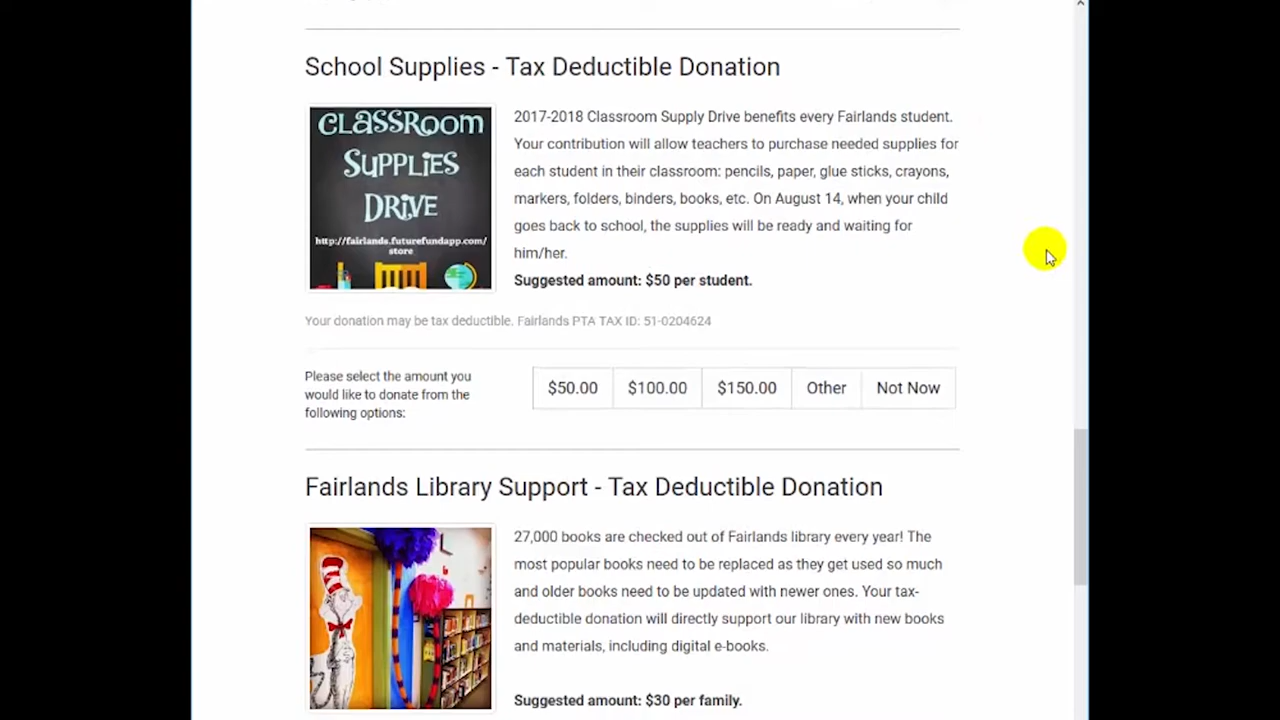 School Supplies - Tax Deductible Donation
CLASSROOM
SUPPLIES
DRIVE
http://fairlands.futurefundapp.com/
store
2017-2018 Classroom Supply Drive benefits every Fairlands student.
Your contribution will allow teachers to purchase needed supplies for
each student in their classroom: pencils, paper, glue sticks, crayons,
markers, folders, binders, books, etc. On August 14, when your child
goes back to school, the supplies will be ready and waiting for
him/her.
Suggested amount: $50 per student.
Your donation may be tax deductible. Fairlands PTA TAX ID: 51-0204624
Please select the amount you
would like to donate from the
following options:
$50.00 $100.00 $150.00 Other Not Now
Fairlands Library Support - Tax Deductible Donation
27,000 books are checked out of Fairlands library every year! The
most popular books need to be replaced as they get used so much
and older books need to be updated with newer ones. Your tax-
deductible donation will directly support our library with new books
and materials, including digital e-books.
Suggested amount: $30 per family.